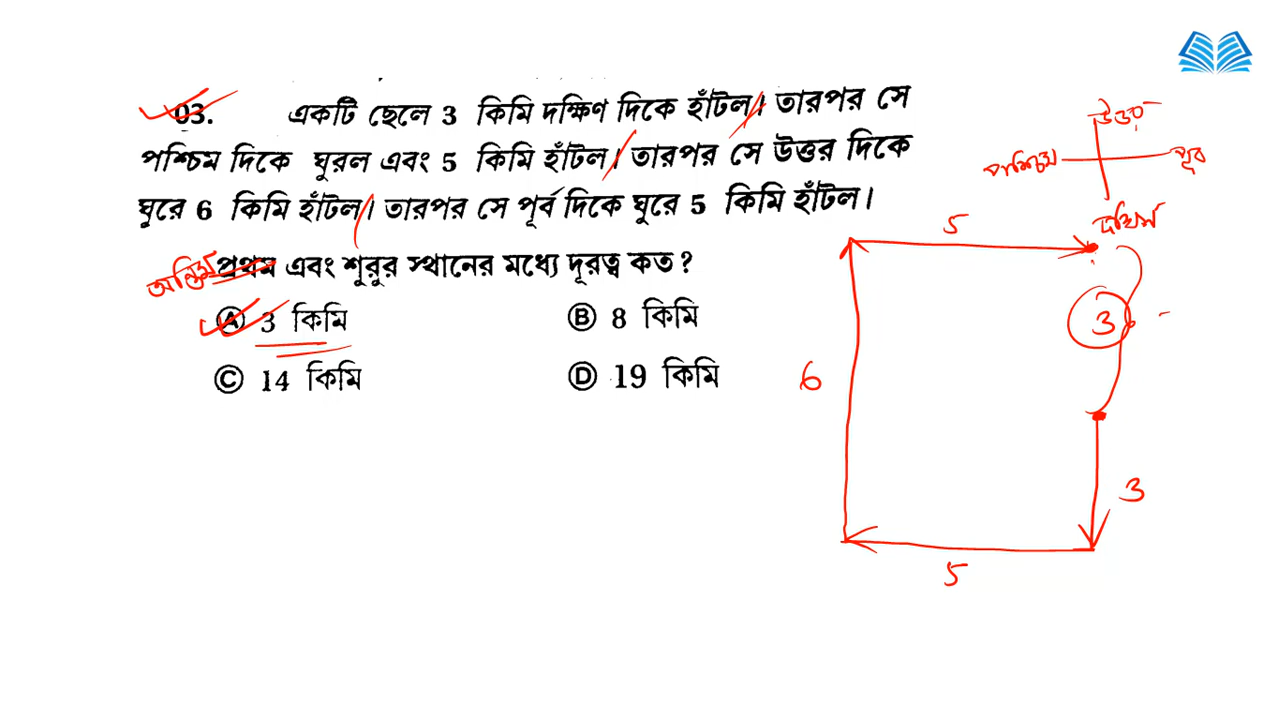 03. একটি ছেলে 3 কিমি দক্ষিণ দিকে হাঁটল। তারপর সে
পশ্চিম দিকে ঘুরল এবং 5 কিমি হাঁটল। তারপর সে উত্তর দিকে
ঘুরে 6 কিমি হাঁটল। তারপর সে পূর্ব দিকে ঘুরে 5 কিমি হাঁটল।
অন্তিম প্রথম এবং শুরুর স্থানের মধ্যে দূরত্ব কত?
Ⓐ 3 কিমি Ⓑ 8 কিমি
Ⓒ 14 কিমি Ⓓ 19 কিমি
উত্তর
পশ্চিম পূব
দক্ষিণ
5
3
6
3
5